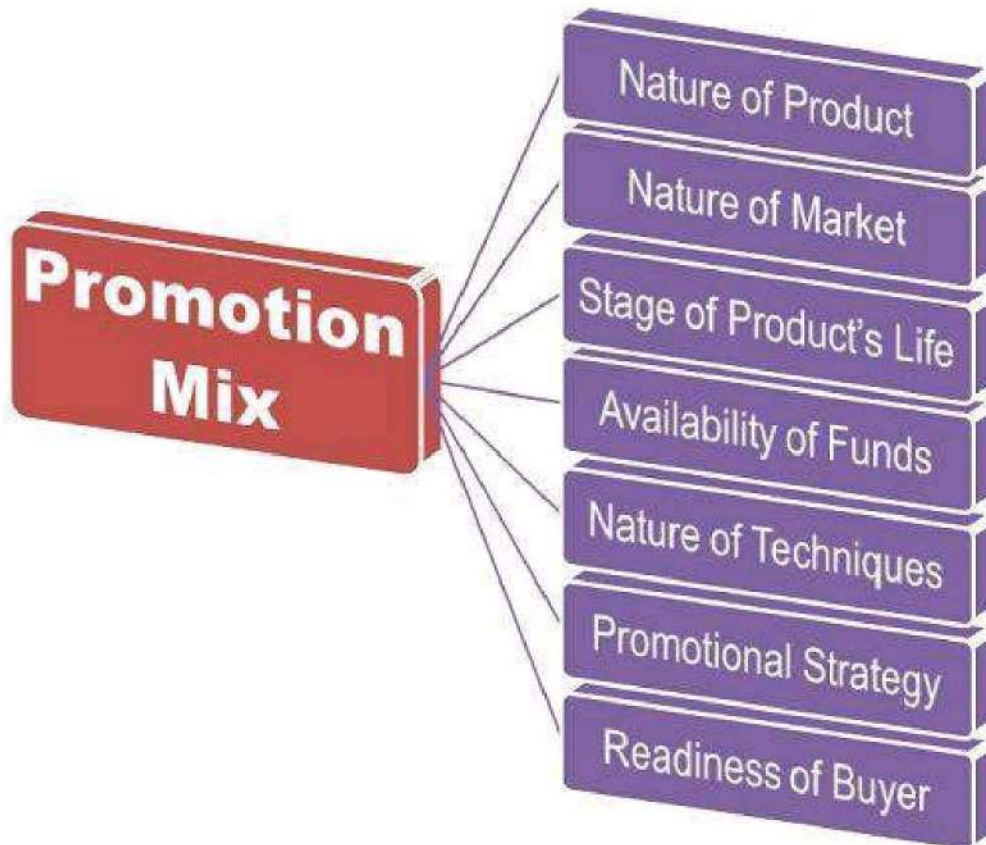 Promotion
Mix
Nature of Product
Nature of Market
Stage of Product's Life
Availability of Funds
Nature of Techniques
Promotional Strategy
Readiness of Buyer